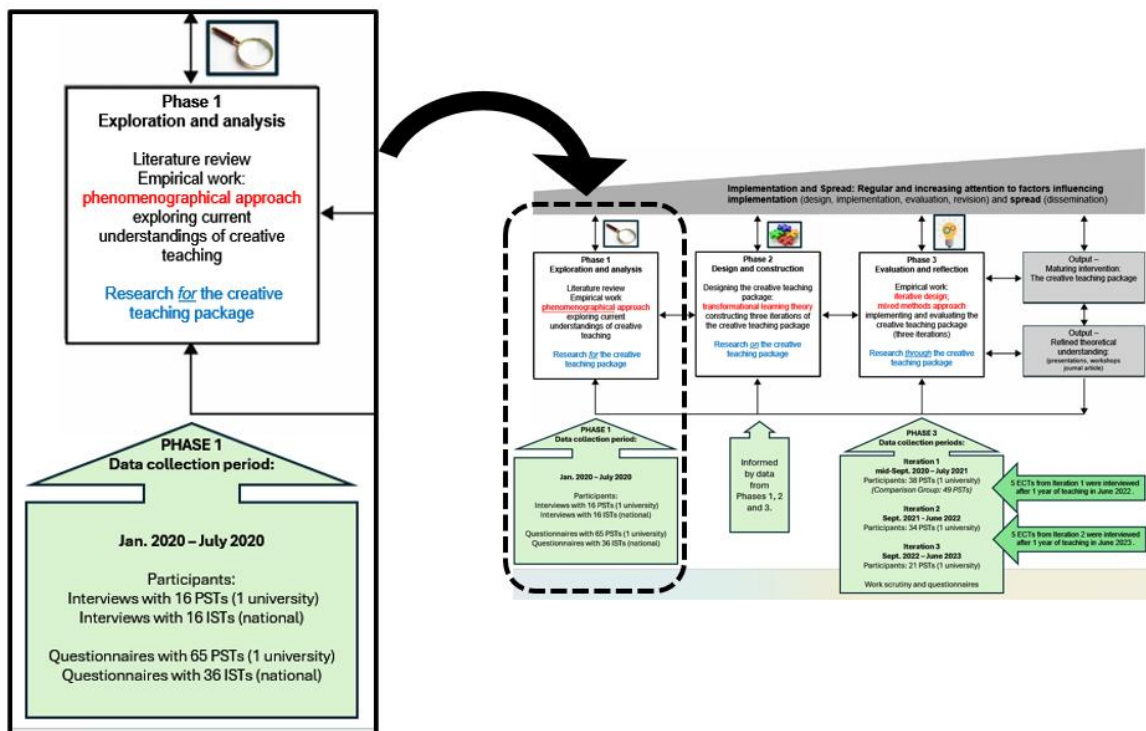 Phase 1
Exploration and analysis
Literature review
Empirical work:
phenomenographical approach
exploring current
understandings of creative
teaching
Research for the creative
teaching package
PHASE 1
Data collection period:
Jan. 2020 – July 2020
Participants:
Interviews with 16 PSTs (1 university)
Interviews with 16 ISTs (national)
Questionnaires with 65 PSTs (1 university)
Questionnaires with 36 ISTs (national)
Implementation and Spread: Regular and increasing attention to factors influencing
implementation (design, implementation, evaluation, revision) and spread (dissemination)
Phase 1
Exploration and analysis
Literature review
Empirical work
phenomenographical approach
exploring current
understandings of creative
teaching
Research for the creative
teaching package
Phase 2
Design and construction
Designing the creative teaching
package:
transformational learning theory
constructing three iterations of
the creative teaching package
Research on the creative
teaching package
Phase 3
Evaluation and reflection
Empirical work:
iterative design;
mixed methods approach
implementing and evaluating the
creative teaching package
(three iterations)
Research through the creative
teaching package
Output –
Maturing intervention:
The creative teaching package
Output –
Refined theoretical
understanding:
(presentations, workshops
journal article)
PHASE 1
Data collection period:
Jan. 2020 – July 2020
Participants:
Interviews with 16 PSTs (1 university)
Interviews with 16 ISTs (national)
Questionnaires with 65 PSTs (1 university)
Questionnaires with 36 ISTs (national)
Informed
by data
from
Phases 1, 2
and 3.
PHASE 3
Data collection periods:
Iteration 1
mid-Sept. 2020 – July 2021
Participants: 38 PSTs (1 university)
(Comparison Group: 49 PSTs)
Iteration 2
Sept. 2021 - June 2022
Participants: 34 PSTs (1 university)
Iteration 3
Sept. 2022 – June 2023
Participants: 21 PSTs (1 university)
Work scrutiny and questionnaires
5 ECTs from Iteration 1 were interviewed
after 1 year of teaching in June 2022 .
5 ECTs from Iteration 2 were interviewed
after 1 year of teaching in June 2023 .